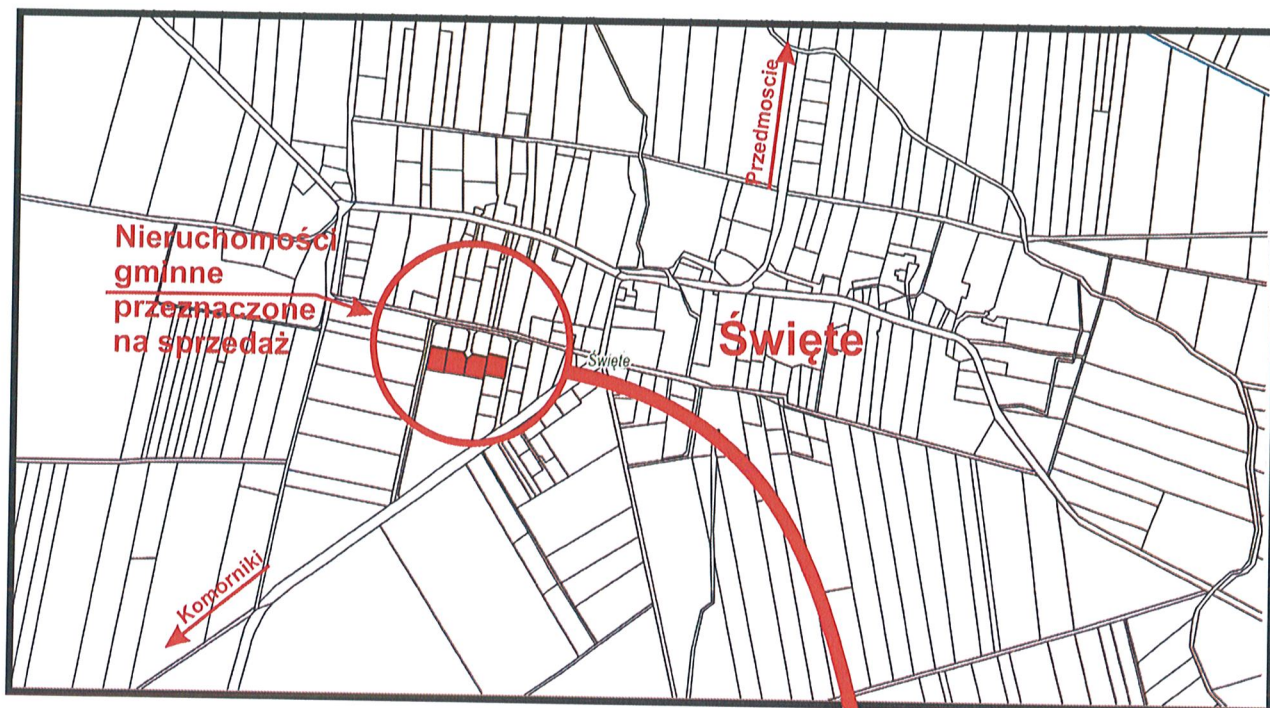 Przedmoscie
Nieruchomości
gminne
przeznaczone
na sprzedaż
Święte
Święte
Komorniki